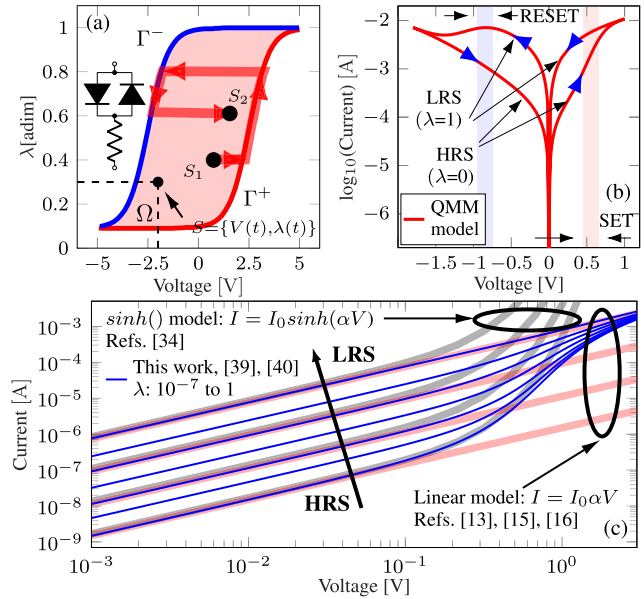 (a)
Γ⁻
S₂
S₁
Γ⁺
Ω
S={V(t),λ(t)}
λ[adim]
1
0.8
0.6
0.4
0.2
0
−5
−2.5
0
2.5
5
Voltage [V]
RESET
LRS
(λ=1)
HRS
(λ=0)
(b)
QMM
model
SET
log₁₀(Current) [A]
−2
−3
−4
−5
−6
−1.5
−1
−0.5
0
0.5
1
Voltage [V]
sinh() model: I = I₀sinh(αV)
Refs. [34]
This work, [39], [40]
λ: 10⁻⁷ to 1
LRS
HRS
Linear model: I = I₀αV
Refs. [13], [15], [16]
(c)
Current [A]
10⁻³
10⁻⁴
10⁻⁵
10⁻⁶
10⁻⁷
10⁻⁸
10⁻⁹
10⁻³
10⁻²
10⁻¹
10⁰
Voltage [V]